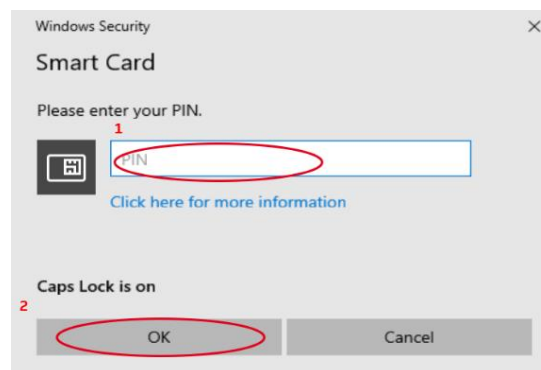 Windows Security
Smart Card
Please enter your PIN.
1
PIN
Click here for more information
Caps Lock is on
2
OK Cancel